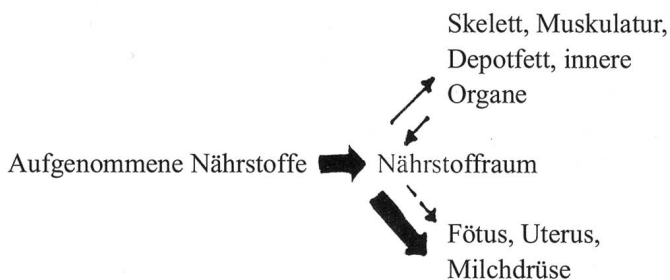 Skelett, Muskulatur,
Depotfett, innere
Organe
Aufgenommene Nährstoffe
Nährstoffraum
Fötus, Uterus,
Milchdrüse